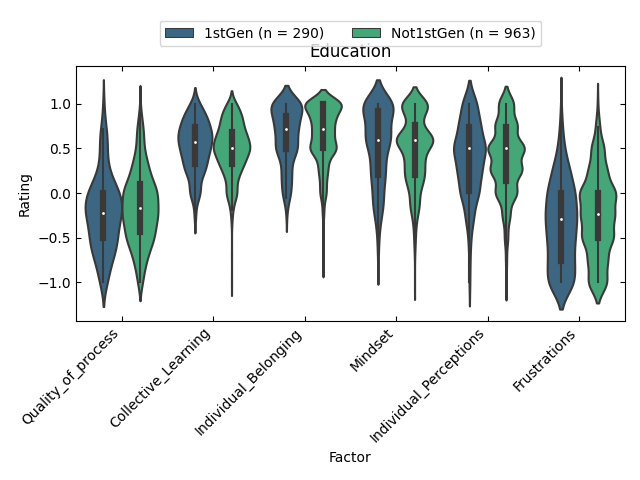 1stGen (n = 290) Not1stGen (n = 963)
Education
1.0
0.5
0.0
−0.5
−1.0
Rating
Quality_of_process
Collective_Learning
Individual_Belonging
Mindset
Individual_Perceptions
Frustrations
Factor